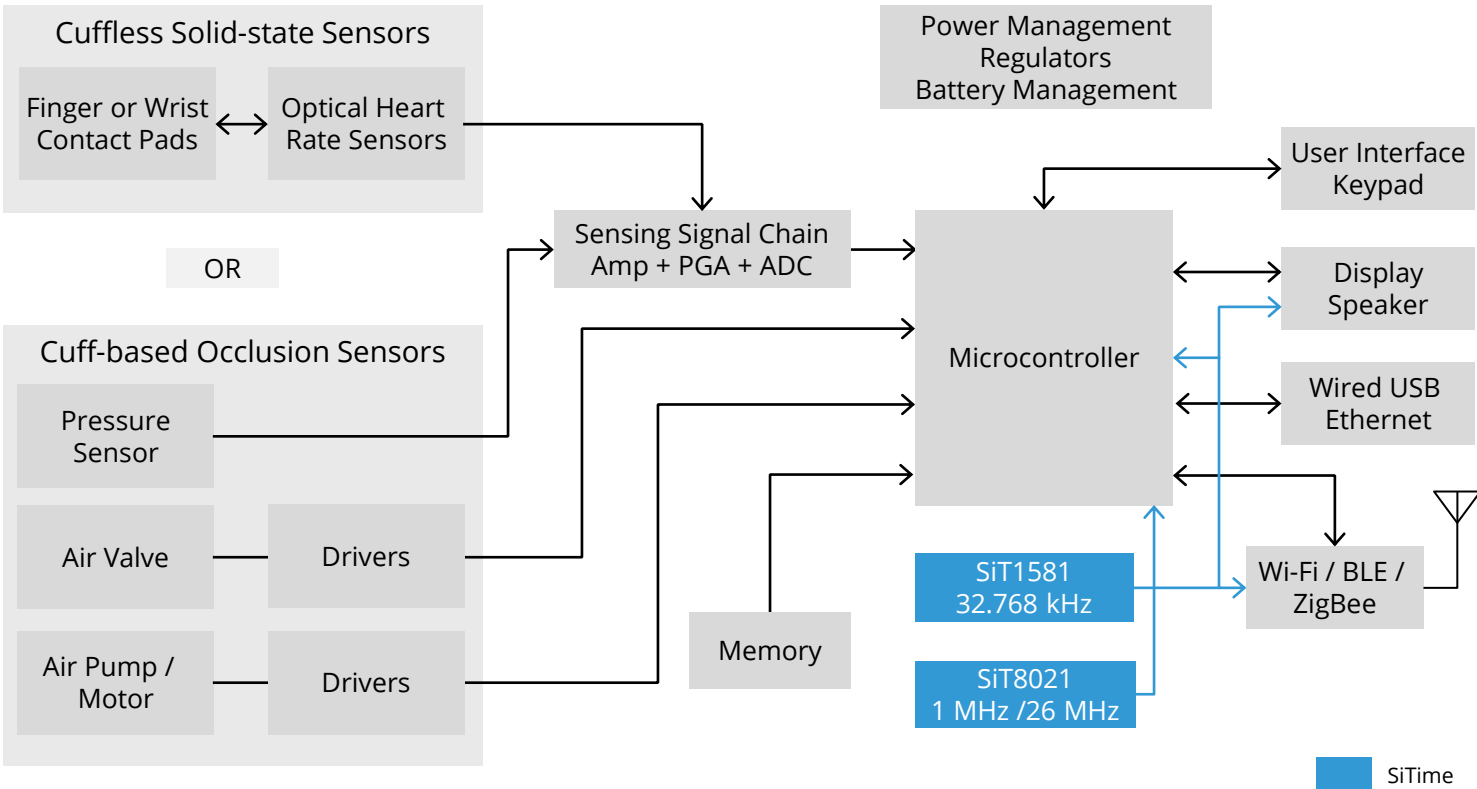 Cuffless Solid-state Sensors
Finger or Wrist
Contact Pads
Optical Heart
Rate Sensors
OR
Cuff-based Occlusion Sensors
Pressure
Sensor
Air Valve
Drivers
Air Pump /
Motor
Drivers
Sensing Signal Chain
Amp + PGA + ADC
Memory
Power Management
Regulators
Battery Management
Microcontroller
SiT1581
32.768 kHz
SiT8021
1 MHz /26 MHz
User Interface
Keypad
Display
Speaker
Wired USB
Ethernet
Wi-Fi / BLE /
ZigBee
SiTime